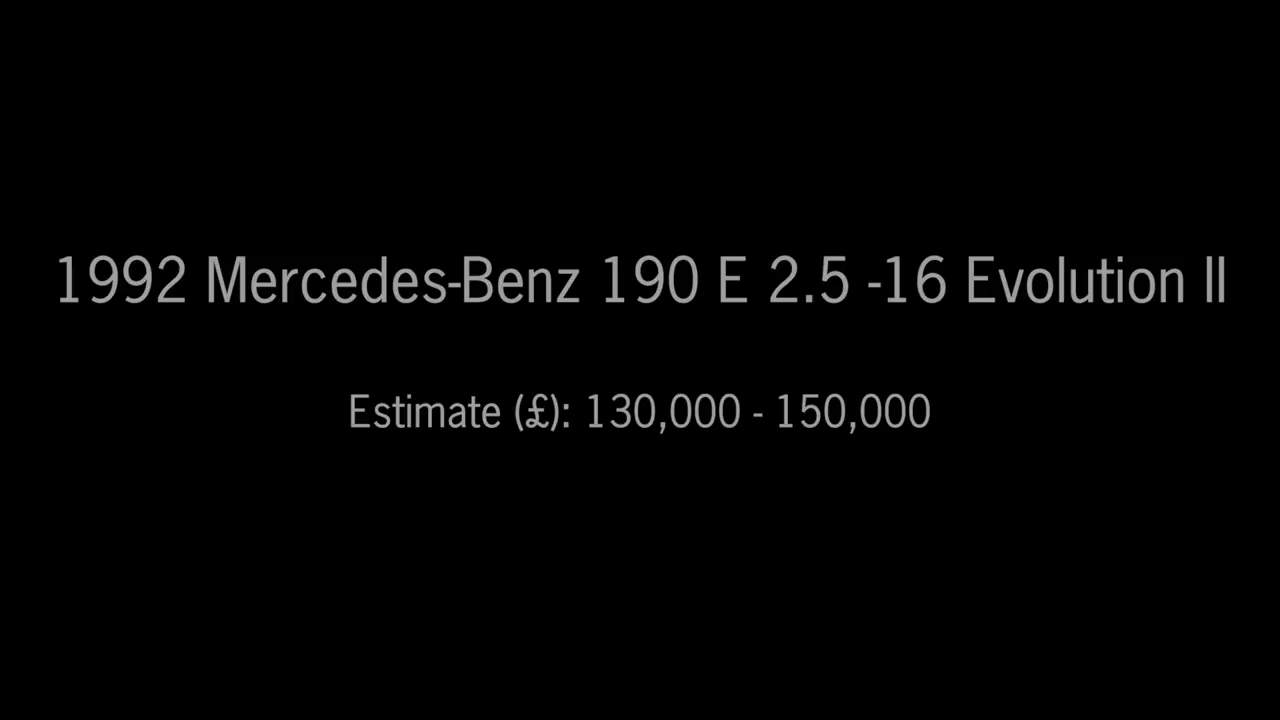 1992 Mercedes-Benz 190 E 2.5 -16 Evolution II
Estimate (£): 130,000 - 150,000